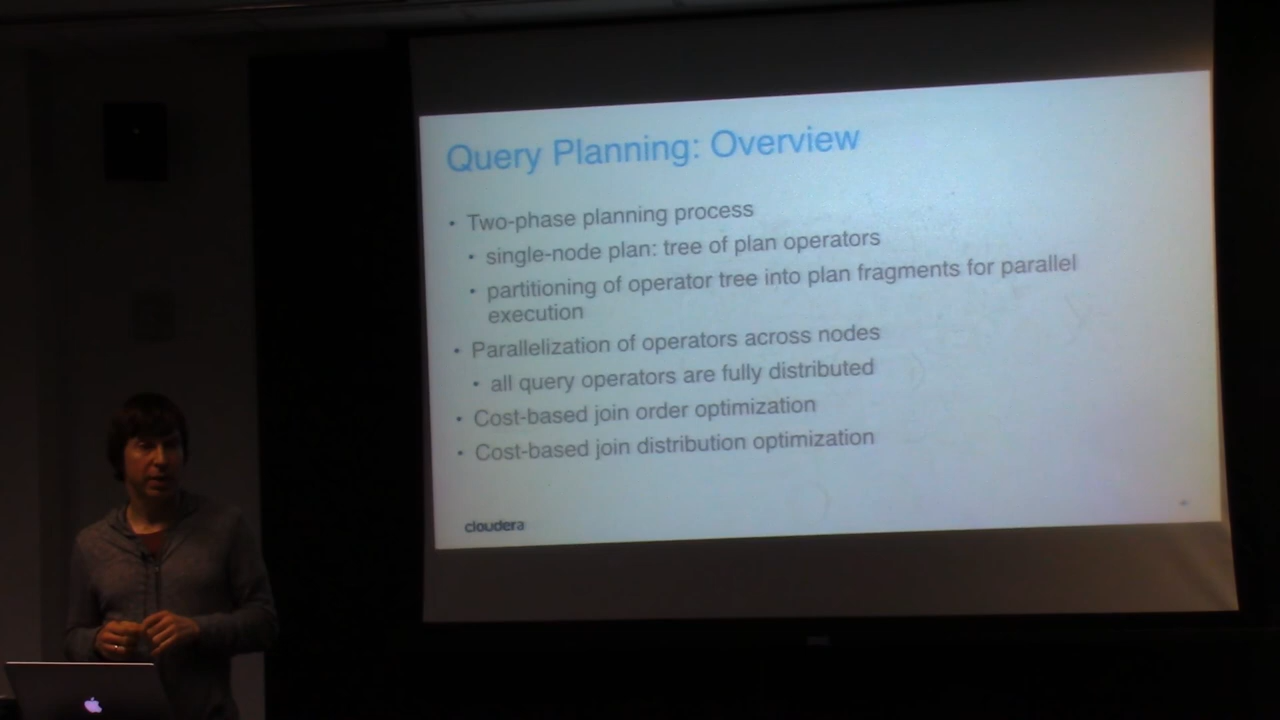 Query Planning: Overview
• Two-phase planning process
• single-node plan: tree of plan operators
• partitioning of operator tree into plan fragments for parallel
execution
• Parallelization of operators across nodes
• all query operators are fully distributed
• Cost-based join order optimization
• Cost-based join distribution optimization
cloudera